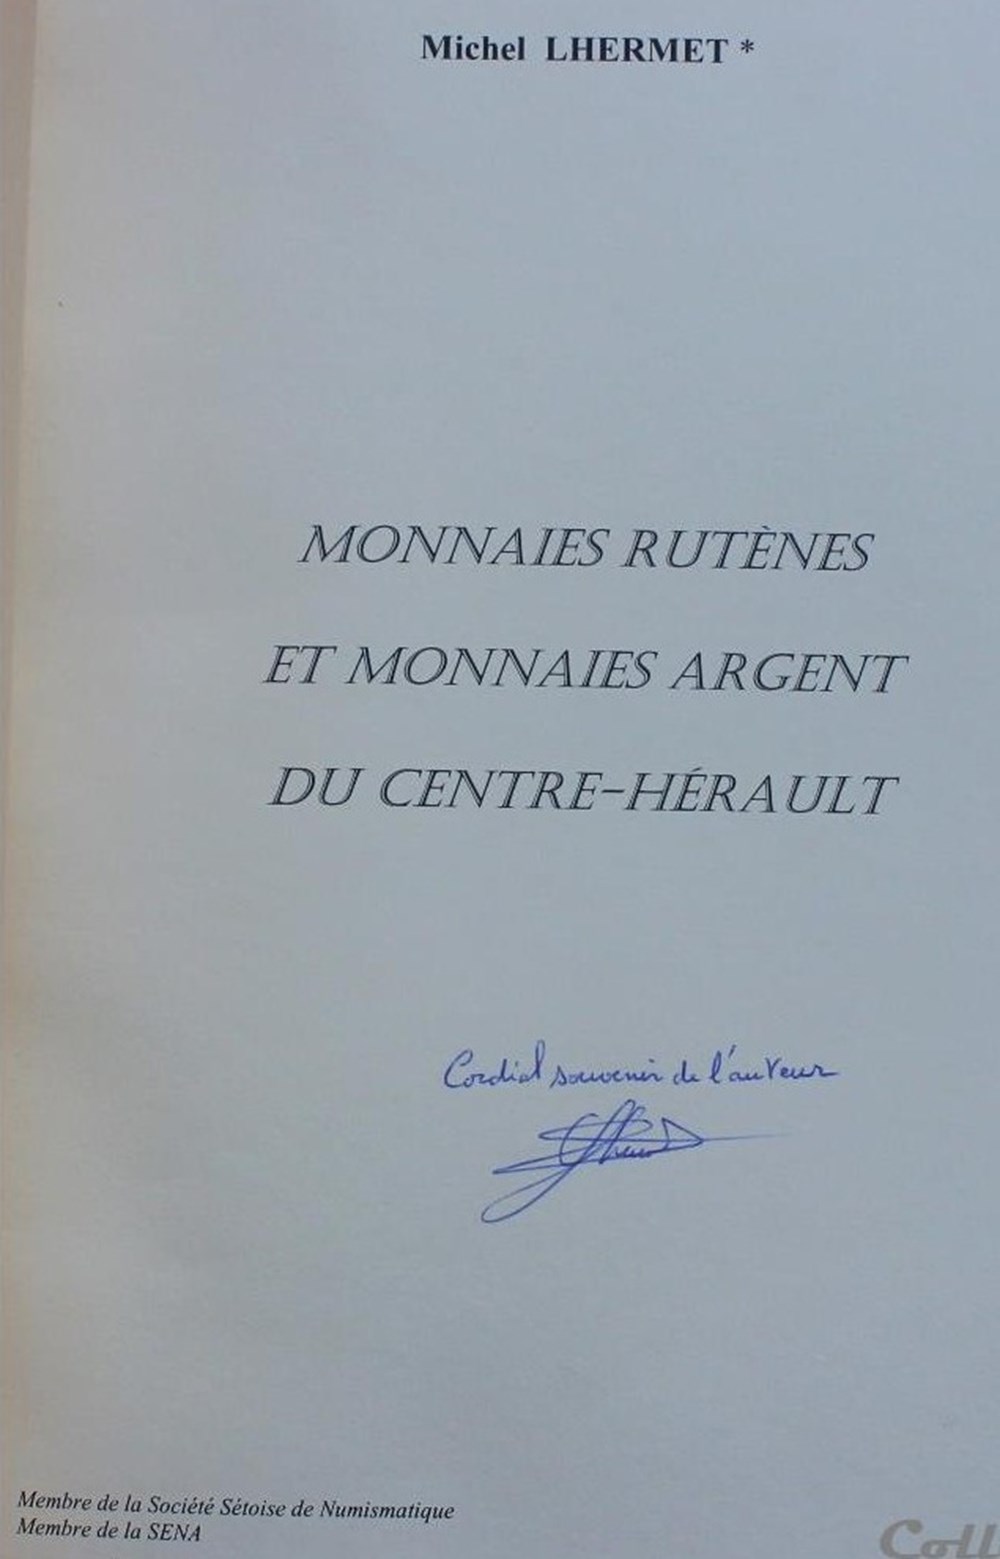 Michel LHERMET *
MONNAIES RUTÈNES
ET MONNAIES ARGENT
DU CENTRE-HÉRAULT
Cordial souvenir de l'auteur
Membre de la Société Sétoise de Numismatique
Membre de la SENA
Coll